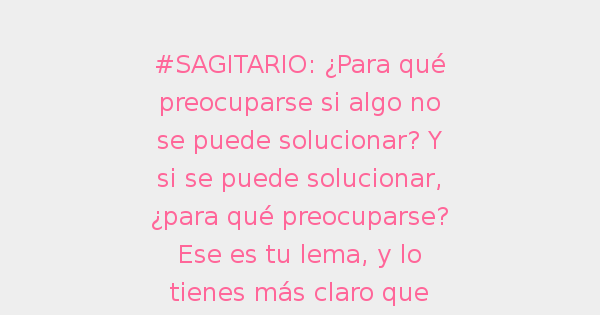 #SAGITARIO: ¿Para qué
preocuparse si algo no
se puede solucionar? Y
si se puede solucionar,
¿para qué preocuparse?
Ese es tu lema, y lo
tienes más claro que